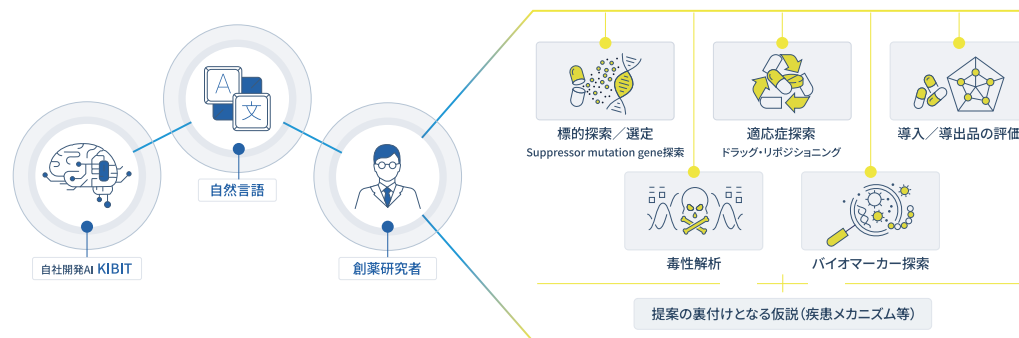 A
文
自然言語
自社開発AI KIBIT
創薬研究者
標的探索／選定
Suppressor mutation gene探索
適応症探索
ドラッグ・リポジショニング
導入／導出品の評価
毒性解析
バイオマーカー探索
提案の裏付けとなる仮説（疾患メカニズム等）